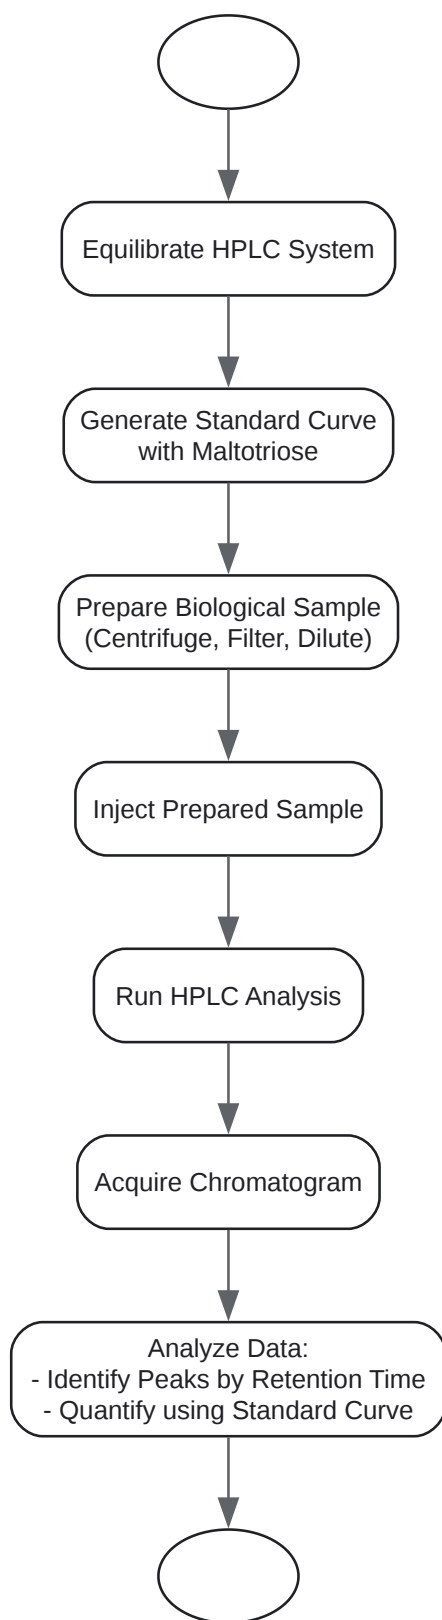 Equilibrate HPLC System
Generate Standard Curve
with Maltotriose
Prepare Biological Sample
(Centrifuge, Filter, Dilute)
Inject Prepared Sample
Run HPLC Analysis
Acquire Chromatogram
Analyze Data:
- Identify Peaks by Retention Time
- Quantify using Standard Curve